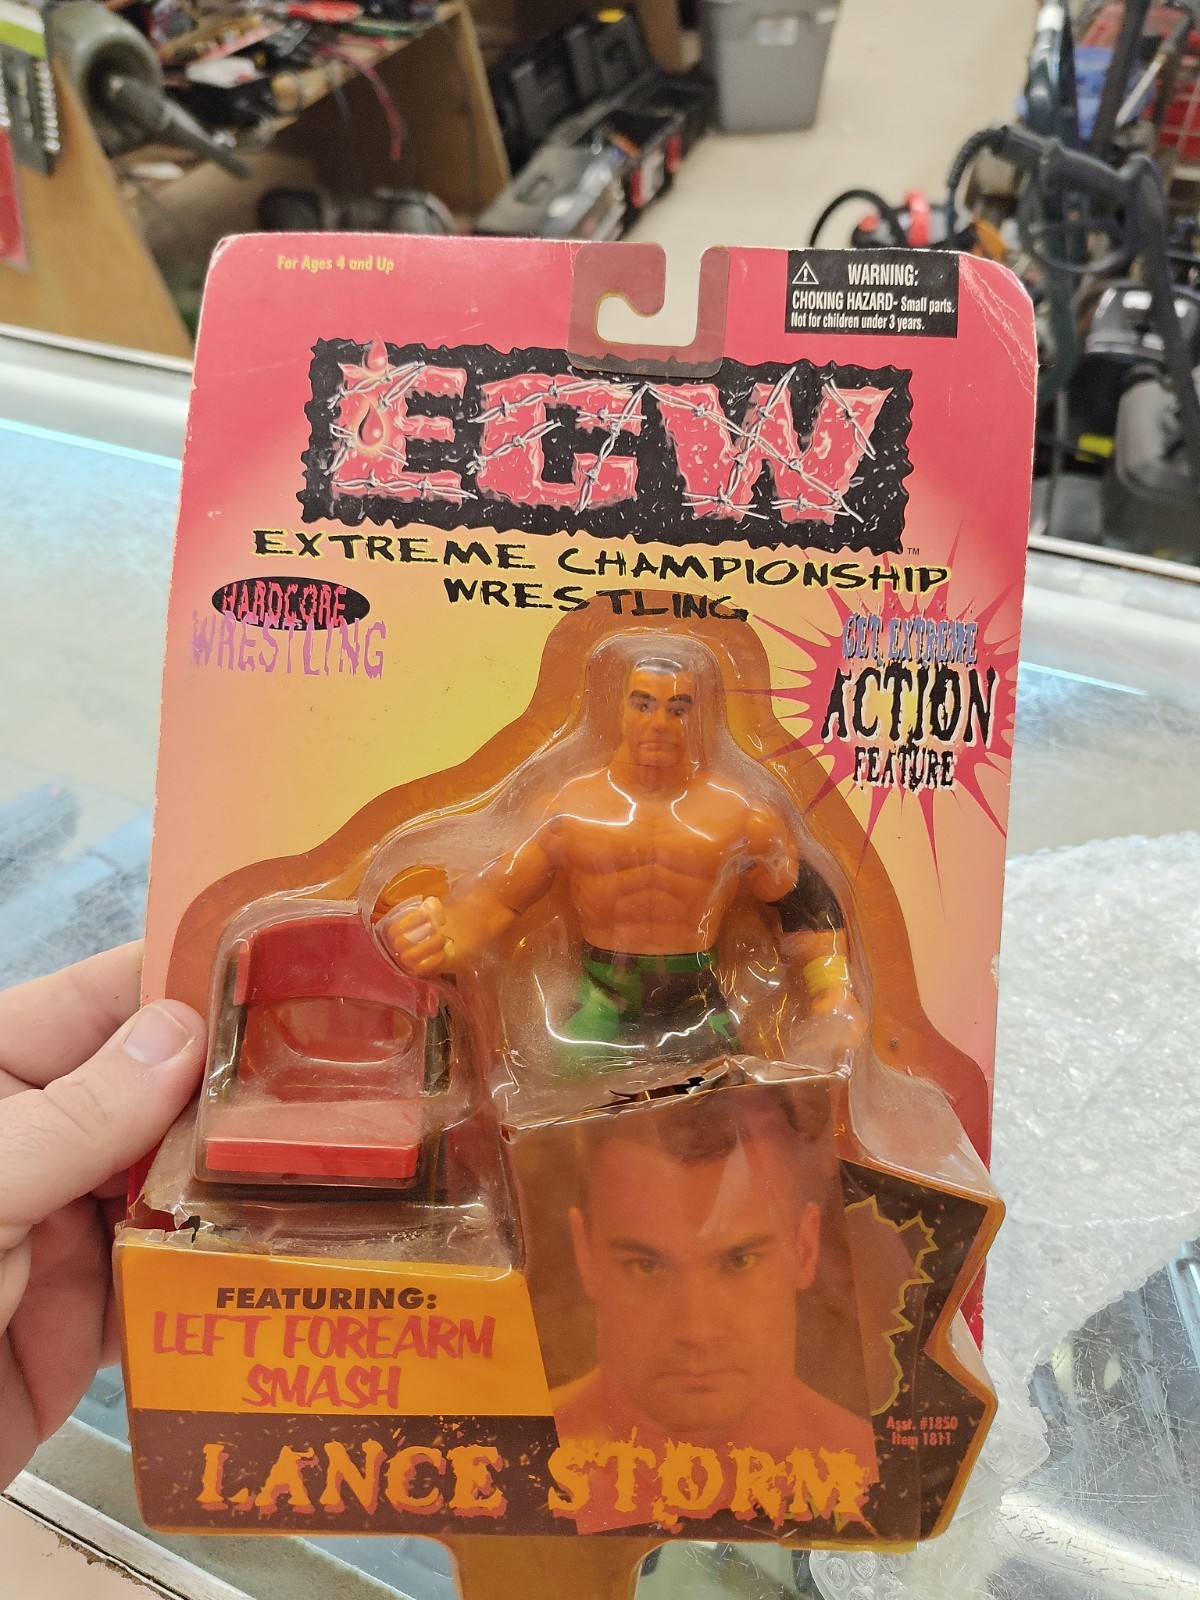 For Ages 4 and Up
WARNING:
CHOKING HAZARD- Small parts.
Not for children under 3 years.
ECW
TM
EXTREME CHAMPIONSHIP
WRESTLING
HARDCORE
WRESTLING
GET EXTREME
ACTION
FEATURE
FEATURING:
LEFT FOREARM
SMASH
Asst. #1850
Item 1811
LANCE STORM